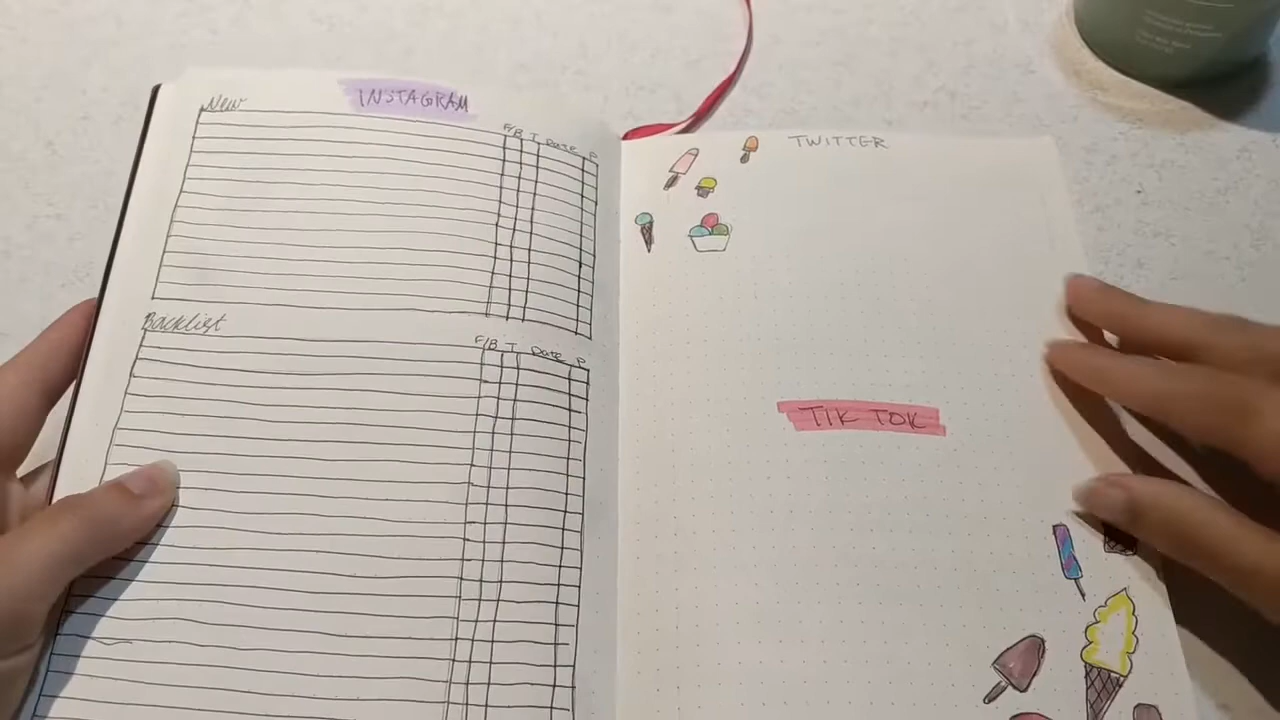 INSTAGRAM
New
F/B T Date P
Backlist
F/B T Date P
TWITTER
TIK TOK